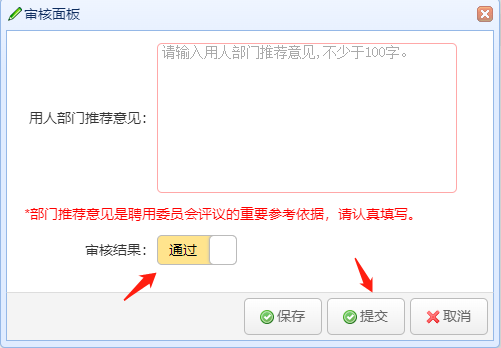 审核面板
请输入用人部门推荐意见,不少于100字。
用人部门推荐意见：
*部门推荐意见是聘用委员会评议的重要参考依据，请认真填写。
审核结果： 通过
保存 提交 取消